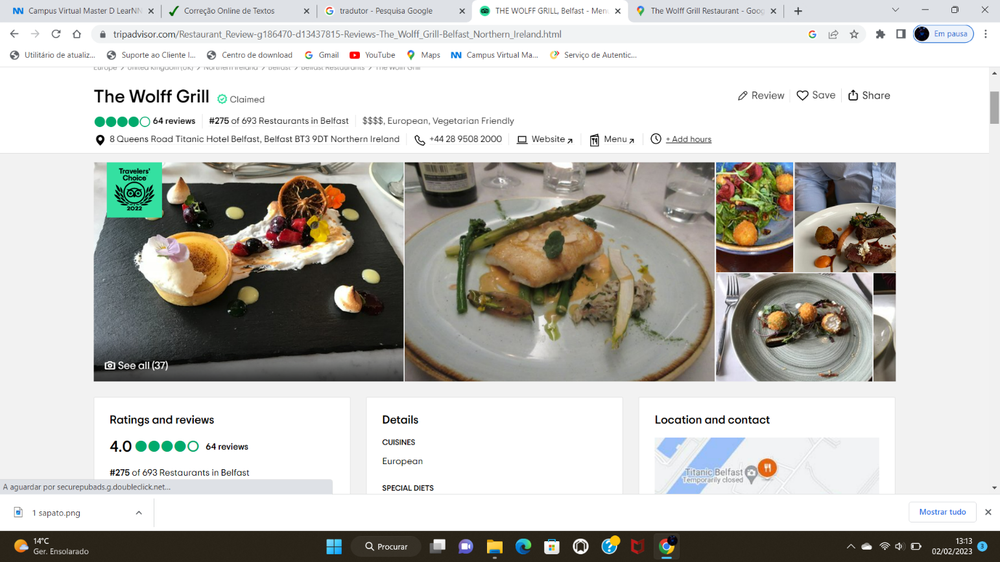 Campus Virtual Master D LearNN
Correção Online de Textos
tradutor - Pesquisa Google
THE WOLFF GRILL, Belfast - Menu
The Wolff Grill Restaurant - Goog
tripadvisor.com/Restaurant_Review-g186470-d13437815-Reviews-The_Wolff_Grill-Belfast_Northern_Ireland.html
Em pausa
Utilitário de atualiz...
Suporte ao Cliente I...
Centro de download
Gmail
YouTube
Maps
Campus Virtual Ma...
Serviço de Autentic...
Europe > United Kingdom (UK) > Northern Ireland > Belfast > Belfast Restaurants > The Wolff Grill
The Wolff Grill Claimed
Review Save Share
64 reviews #275 of 693 Restaurants in Belfast $$$$, European, Vegetarian Friendly
8 Queens Road Titanic Hotel Belfast, Belfast BT3 9DT Northern Ireland +44 28 9508 2000 Website Menu + Add hours
Travelers'
Choice
2022
See all (37)
Ratings and reviews
4.0 64 reviews
#275 of 693 Restaurants in Belfast
Details
CUISINES
European
SPECIAL DIETS
Location and contact
Titanic Belfast
Temporarily closed
A aguardar por securepubads.g.doubleclick.net...
1 sapato.png
Mostrar tudo
14°C
Ger. Ensolarado
Procurar
13:13
02/02/2023
3